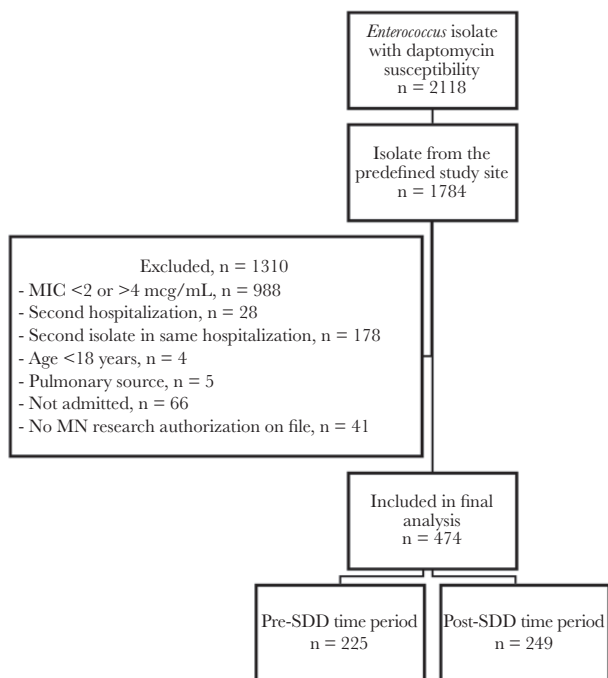 Enterococcus isolate
with daptomycin
susceptibility
n = 2118
Isolate from the
predefined study site
n = 1784
Excluded, n = 1310
- MIC <2 or >4 mcg/mL, n = 988
- Second hospitalization, n = 28
- Second isolate in same hospitalization, n = 178
- Age <18 years, n = 4
- Pulmonary source, n = 5
- Not admitted, n = 66
- No MN research authorization on file, n = 41
Included in final
analysis
n = 474
Pre-SDD time period
n = 225
Post-SDD time period
n = 249